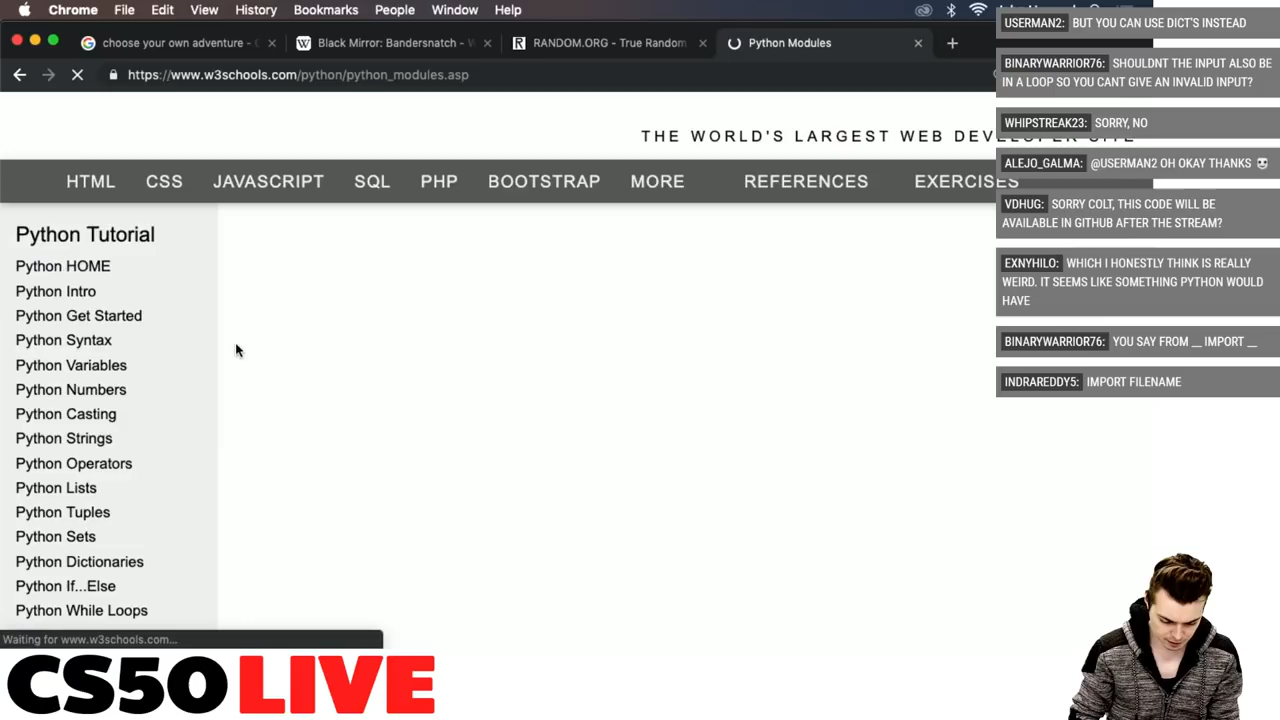 Chrome File Edit View History Bookmarks People Window Help
choose your own adventure - Black Mirror: Bandersnatch - RANDOM.ORG - True Random Python Modules
https://www.w3schools.com/python/python_modules.asp
THE WORLD'S LARGEST WEB DEVELOPER SITE
HTML CSS JAVASCRIPT SQL PHP BOOTSTRAP MORE REFERENCES EXERCISES
Python Tutorial
Python HOME
Python Intro
Python Get Started
Python Syntax
Python Variables
Python Numbers
Python Casting
Python Strings
Python Operators
Python Lists
Python Tuples
Python Sets
Python Dictionaries
Python If...Else
Python While Loops
Waiting for www.w3schools.com...
CS50 LIVE
USERMAN2: BUT YOU CAN USE DICT'S INSTEAD
BINARYWARRIOR76: SHOULDNT THE INPUT ALSO BE
IN A LOOP SO YOU CANT GIVE AN INVALID INPUT?
WHIPSTREAK23: SORRY, NO
ALEJO_GALMA: @USERMAN2 OH OKAY THANKS
VDHUG: SORRY COLT, THIS CODE WILL BE
AVAILABLE IN GITHUB AFTER THE STREAM?
EXNYHILO: WHICH I HONESTLY THINK IS REALLY
WEIRD. IT SEEMS LIKE SOMETHING PYTHON WOULD
HAVE
BINARYWARRIOR76: YOU SAY FROM __ IMPORT __
INDRAREDDY5: IMPORT FILENAME